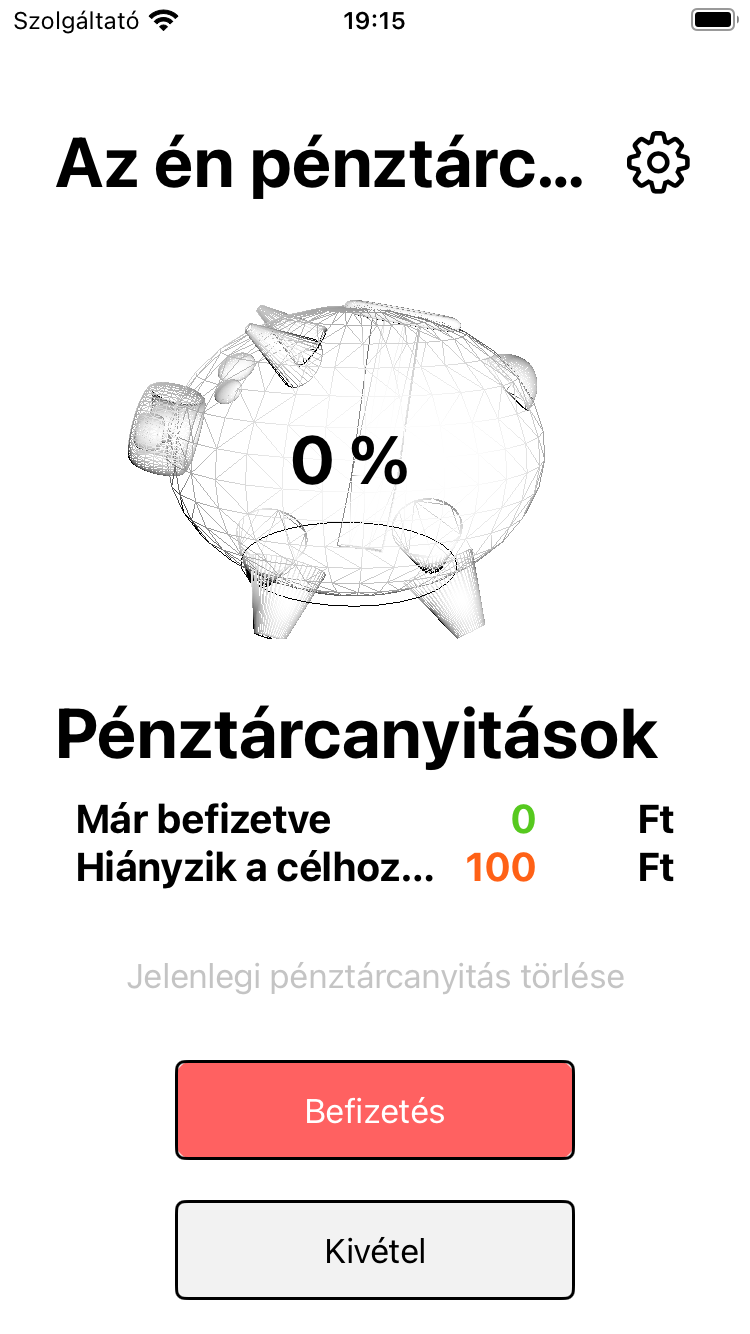 Szolgáltató 19:15
Az én pénztárc...
0 %
Pénztárcanyitások
Már befizetve 0 Ft
Hiányzik a célhoz... 100 Ft
Jelenlegi pénztárcanyitás törlése
Befizetés
Kivétel